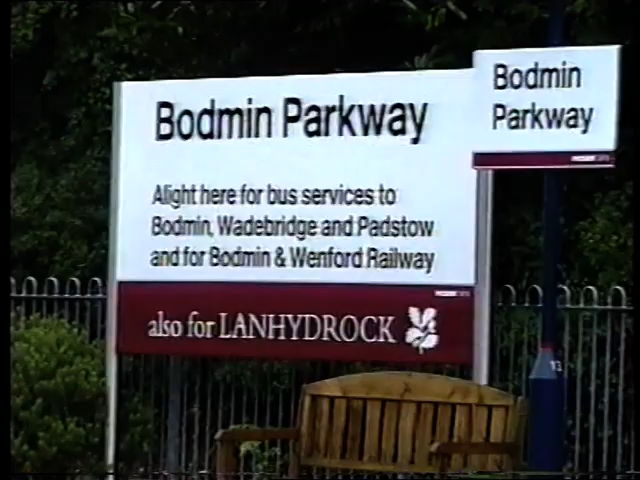 Bodmin Parkway
Alight here for bus services to
Bodmin, Wadebridge and Padstow
and for Bodmin & Wenford Railway
also for LANHYDROCK
Bodmin
Parkway
13